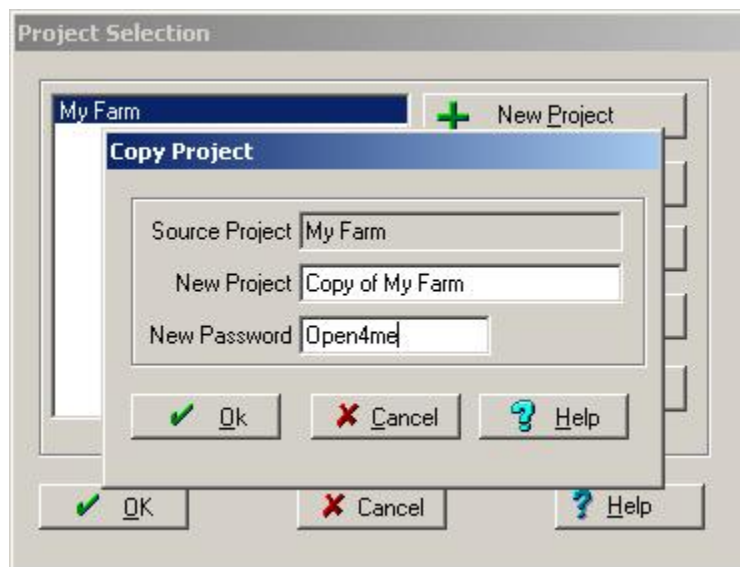 Project Selection
My Farm
New Project
Copy Project
Source Project My Farm
New Project Copy of My Farm
New Password Open4me
Ok Cancel Help
OK Cancel Help